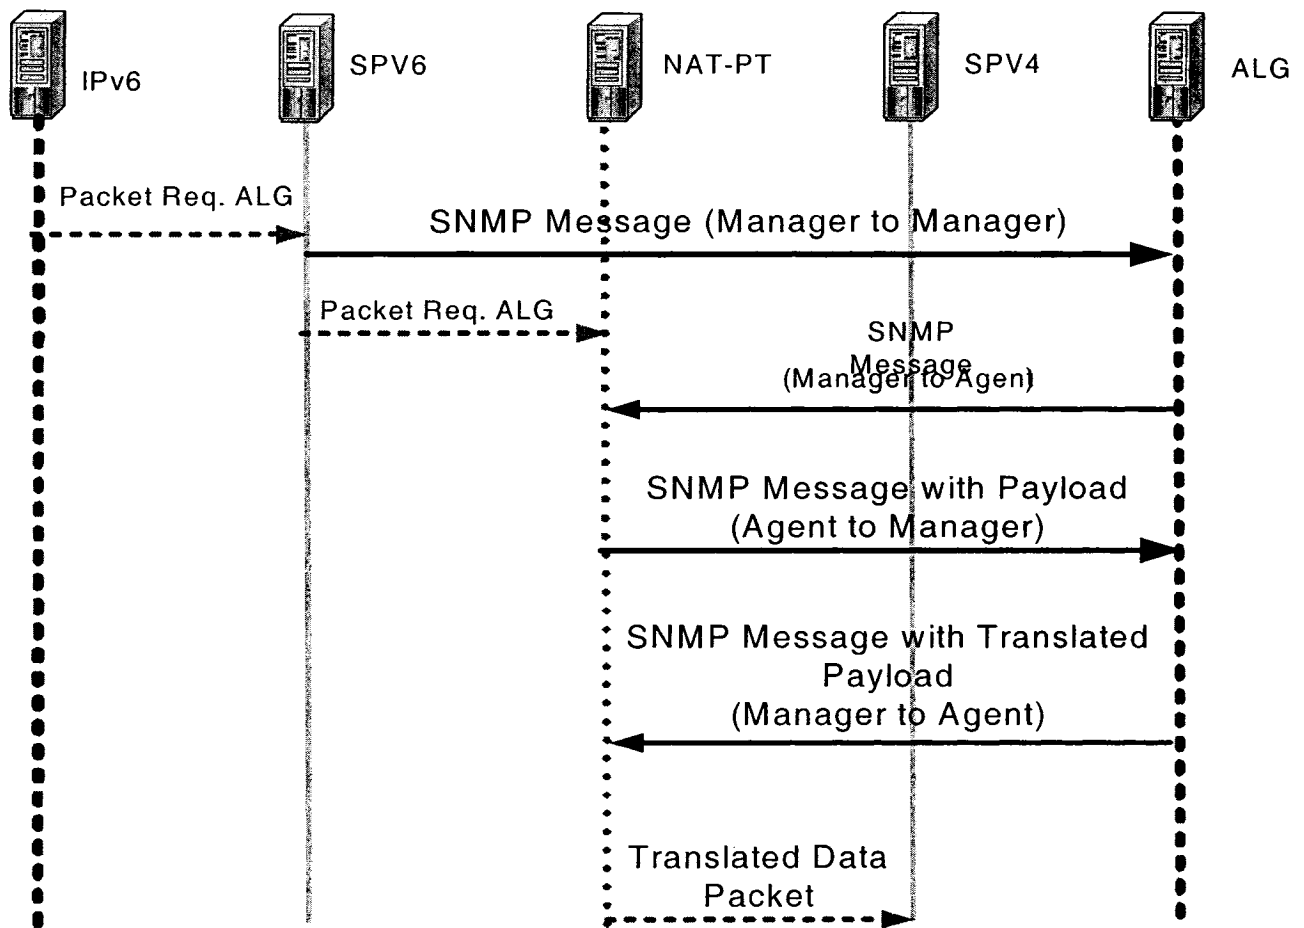 IPv6
SPV6
NAT-PT
SPV4
ALG
Packet Req. ALG
SNMP Message (Manager to Manager)
Packet Req. ALG
SNMP
Message
(Manager to Agent)
SNMP Message with Payload
(Agent to Manager)
SNMP Message with Translated
Payload
(Manager to Agent)
Translated Data
Packet